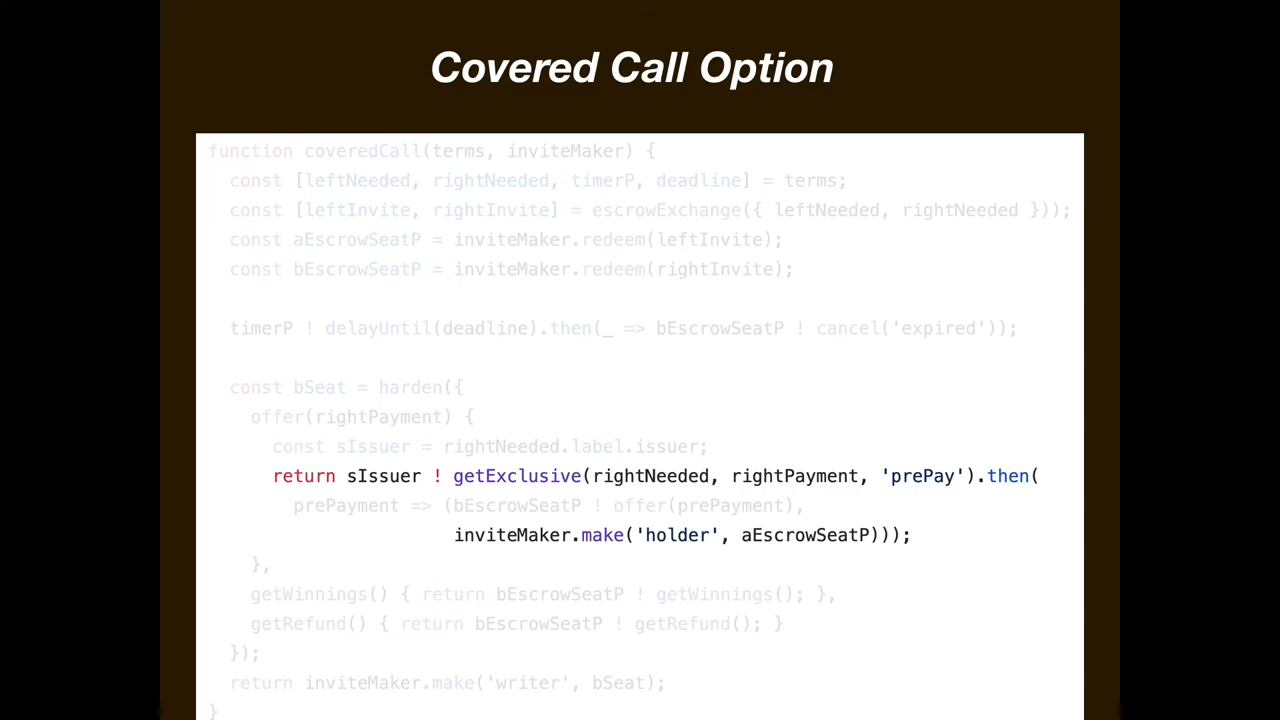 Covered Call Option
function coveredCall(terms, inviteMaker) {
const [leftNeeded, rightNeeded, timerP, deadline] = terms;
const [leftInvite, rightInvite] = escrowExchange({ leftNeeded, rightNeeded }));
const aEscrowSeatP = inviteMaker.redeem(leftInvite);
const bEscrowSeatP = inviteMaker.redeem(rightInvite);
timerP ! delayUntil(deadline).then(_ => bEscrowSeatP ! cancel('expired'));
const bSeat = harden({
offer(rightPayment) {
const sIssuer = rightNeeded.label.issuer;
return sIssuer ! getExclusive(rightNeeded, rightPayment, 'prePay').then(
prePayment => (bEscrowSeatP ! offer(prePayment),
inviteMaker.make('holder', aEscrowSeatP)));
},
getWinnings() { return bEscrowSeatP ! getWinnings(); },
getRefund() { return bEscrowSeatP ! getRefund(); }
});
return inviteMaker.make('writer', bSeat);
}